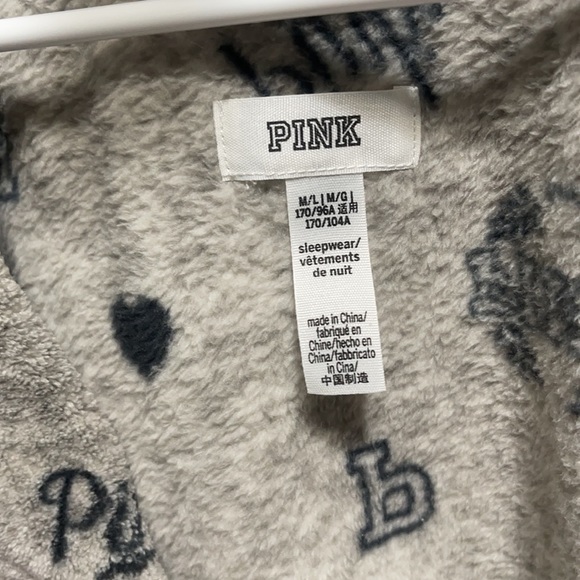 PINK
M/L | M/G |
170/96A 适用
170/104A
sleepwear/
vêtements
de nuit
made in China/
fabriqué en
Chine/hecho en
China/fabbricato
in Cina/
中国制造